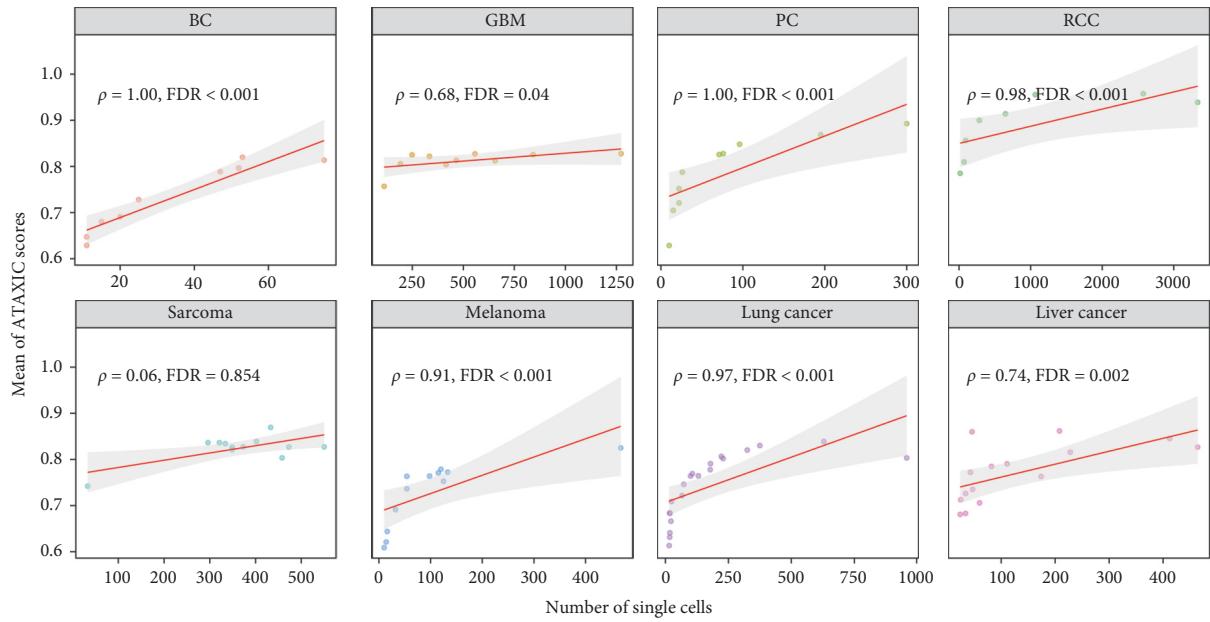 BC GBM PC RCC
1.0
ρ = 1.00, FDR < 0.001 ρ = 0.68, FDR = 0.04 ρ = 1.00, FDR < 0.001 ρ = 0.98, FDR < 0.001
0.9
0.8
0.7
0.6
20 40 60 250 500 750 1000 1250 0 100 200 300 0 1000 2000 3000
Mean of ATAXIC scores
Sarcoma Melanoma Lung cancer Liver cancer
1.0
ρ = 0.06, FDR = 0.854 ρ = 0.91, FDR < 0.001 ρ = 0.97, FDR < 0.001 ρ = 0.74, FDR = 0.002
0.9
0.8
0.7
0.6
100 200 300 400 500 0 100 200 300 400 0 250 500 750 1000 100 200 300 400
Number of single cells